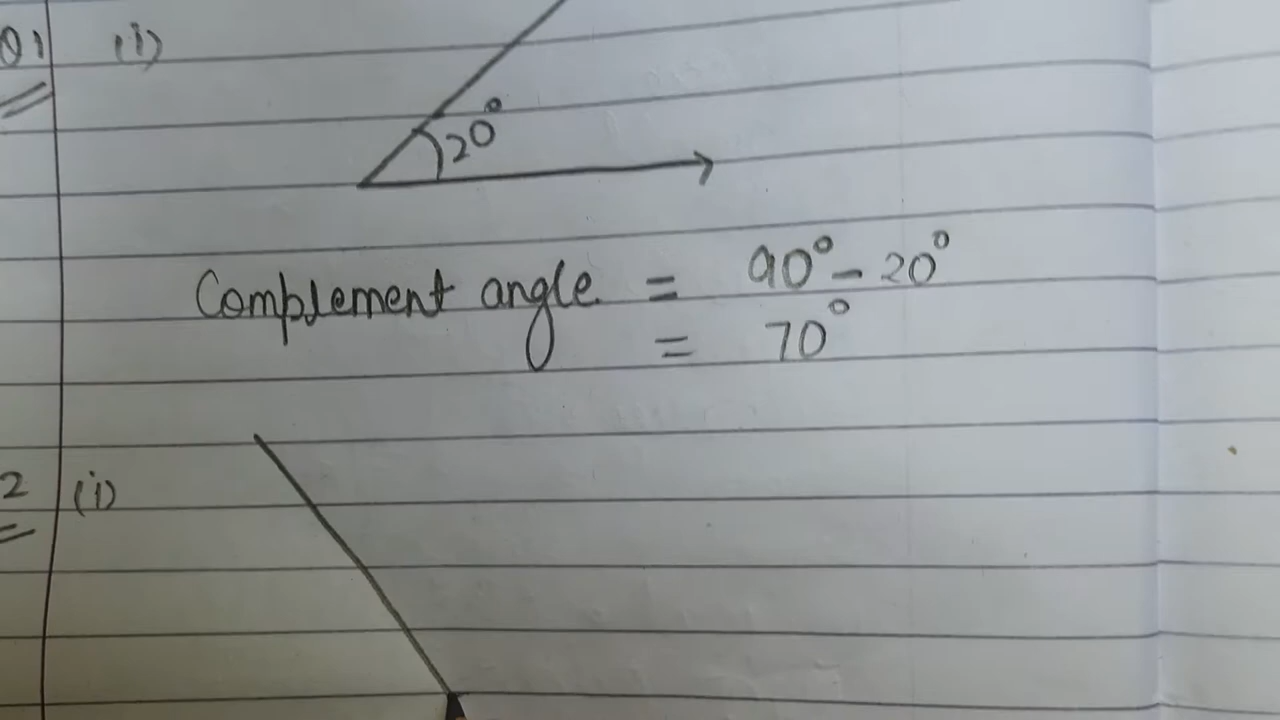 Q1 (i)
20°
Complement angle = 90° - 20°
= 70°
2 (i)